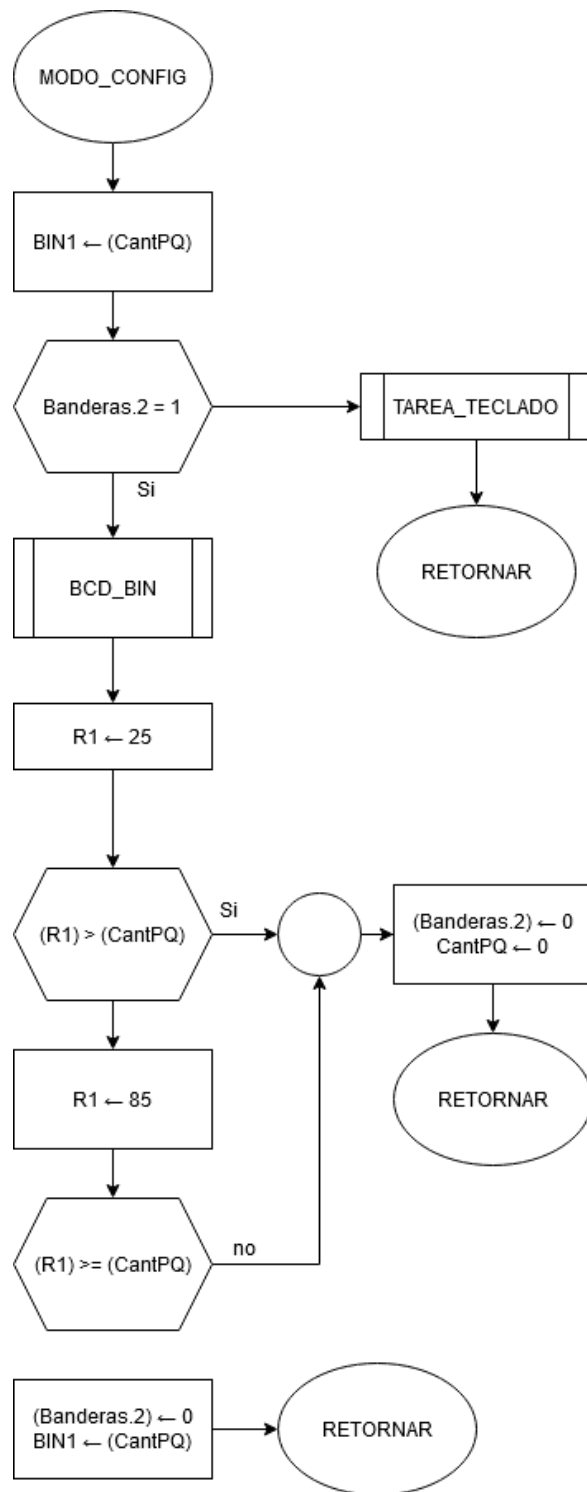 MODO_CONFIG
BIN1 ← (CantPQ)
Banderas.2 = 1
TAREA_TECLADO
Si
RETORNAR
BCD_BIN
R1 ← 25
(R1) > (CantPQ)
Si
(Banderas.2) ← 0
CantPQ ← 0
R1 ← 85
RETORNAR
(R1) >= (CantPQ)
no
(Banderas.2) ← 0
BIN1 ← (CantPQ)
RETORNAR